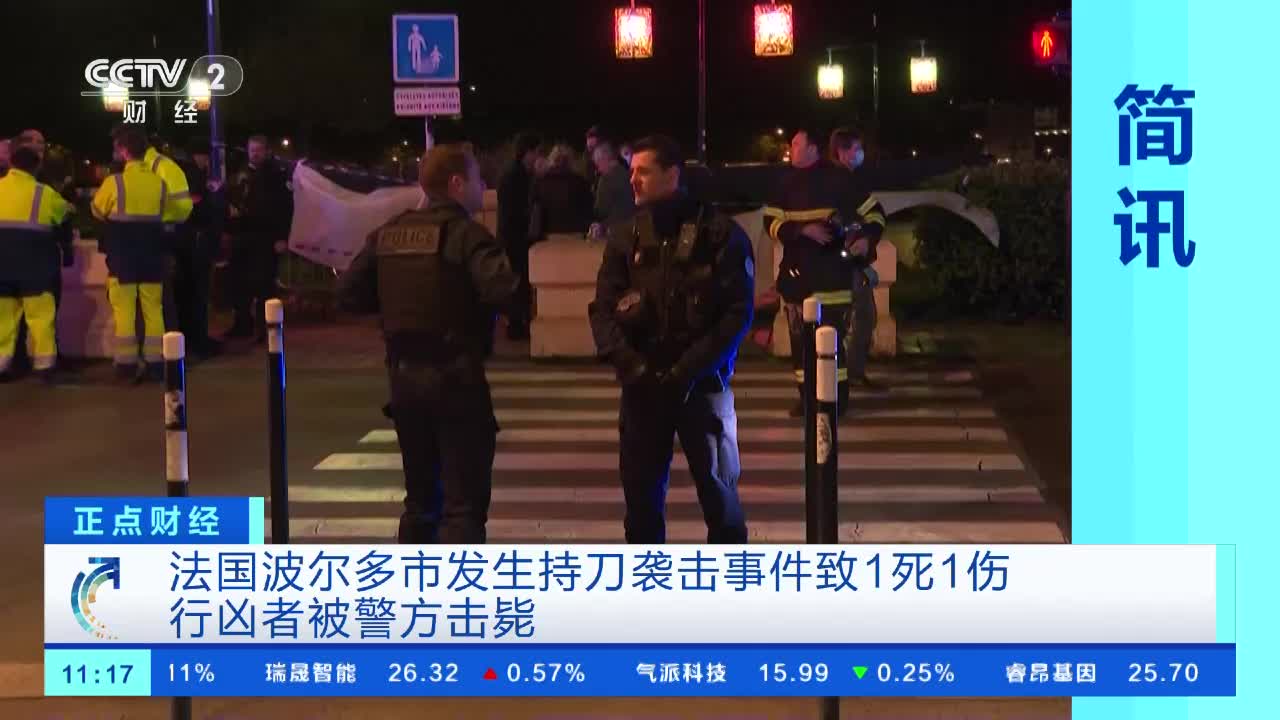 CCTV 2
财经
简讯
POLICE
正点财经
法国波尔多市发生持刀袭击事件致1死1伤
行凶者被警方击毙
11:17 11% 瑞晟智能 26.32 ▲ 0.57% 气派科技 15.99 ▼ 0.25% 睿昂基因 25.70